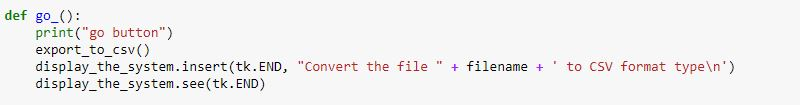 def go_():
    print("go button")
    export_to_csv()
    display_the_system.insert(tk.END, "Convert the file " + filename + ' to CSV format type\n')
    display_the_system.see(tk.END)